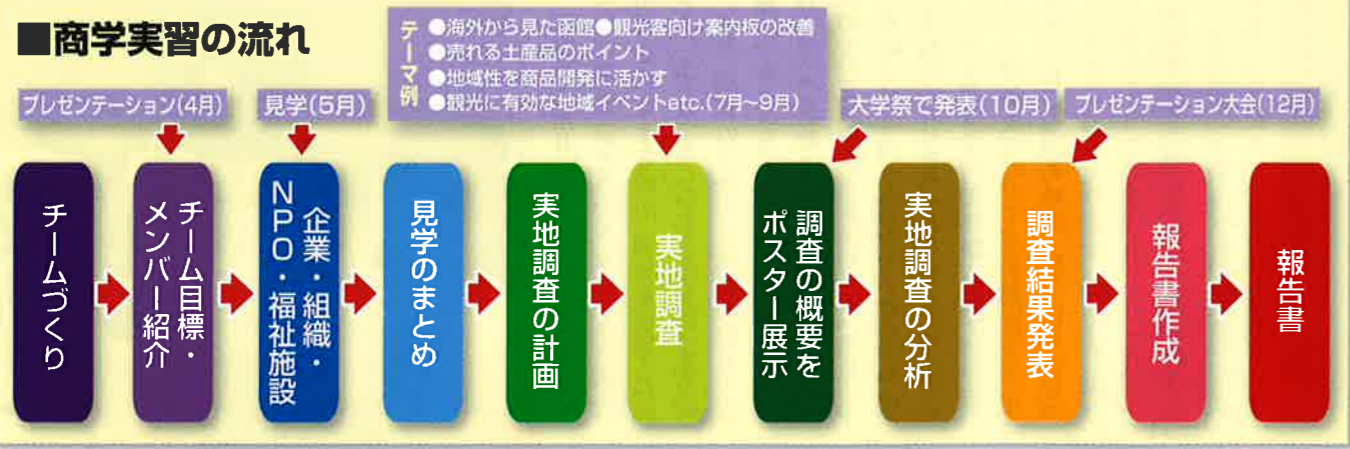 ■商学実習の流れ
テーマ例
●海外から見た函館●観光客向け案内板の改善
●売れる土産品のポイント
●地域性を商品開発に活かす
●観光に有効な地域イベントetc.(7月〜9月)
プレゼンテーション(4月)
見学(5月)
大学祭で発表(10月)
プレゼンテーション大会(12月)
チームづくり
チーム目標・
メンバー紹介
企業・組織・
NPO・福祉施設
見学のまとめ
実地調査の計画
実地調査
調査の概要を
ポスター展示
実地調査の分析
調査結果発表
報告書作成
報告書